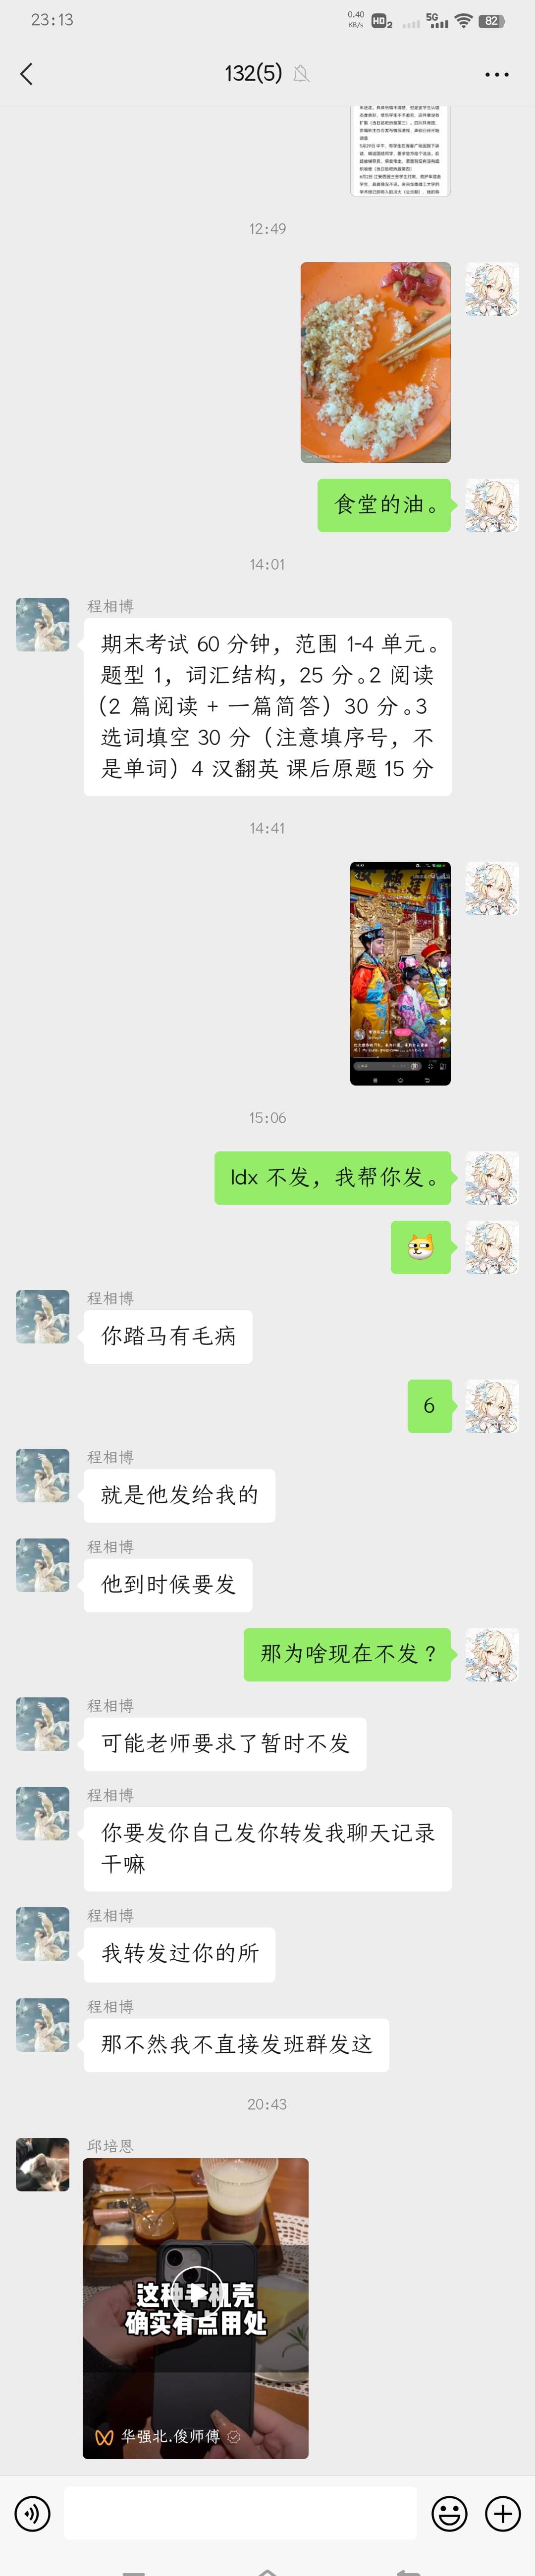 23:13
0.40
KB/s
HD2
5G
82
132(5)
12:49
食堂的油。
14:01
程相博
期末考试 60 分钟，范围 1-4 单元。
题型 1，词汇结构，25 分。2 阅读
（2 篇阅读 + 一篇简答）30 分。3
选词填空 30 分（注意填序号，不
是单词）4 汉翻英 课后原题 15 分
14:41
15:06
ldx 不发，我帮你发。
程相博
你踏马有毛病
6
程相博
就是他发给我的
程相博
他到时候要发
那为啥现在不发？
程相博
可能老师要求了暂时不发
程相博
你要发你自己发你转发我聊天记录
干嘛
程相博
我转发过你的所
程相博
那不然我不直接发班群发这
20:43
邱培恩
这种手机壳
确实有点用处
华强北.俊师傅